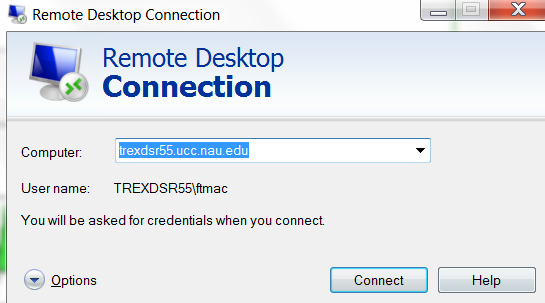 Remote Desktop Connection
Remote Desktop
Connection
Computer: trexdsr55.ucc.nau.edu
User name: TREXDSR55\ftmac
You will be asked for credentials when you connect.
Options Connect Help